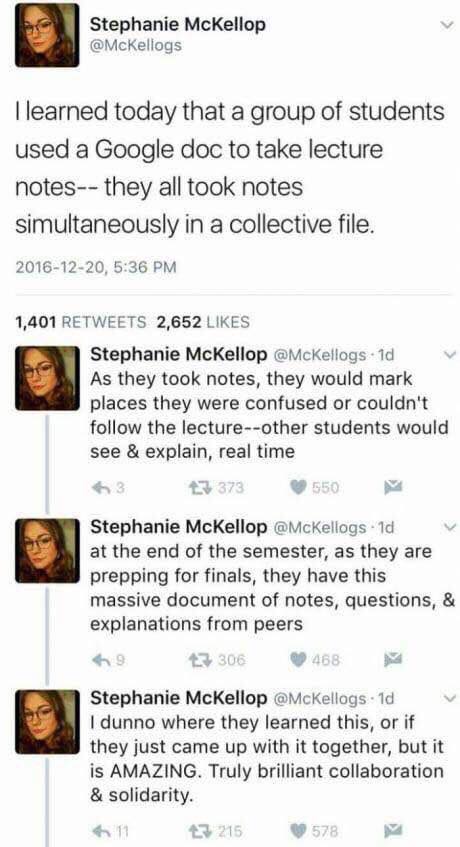 Stephanie McKellop
@McKellogs
I learned today that a group of students
used a Google doc to take lecture
notes-- they all took notes
simultaneously in a collective file.
2016-12-20, 5:36 PM
1,401 RETWEETS 2,652 LIKES
Stephanie McKellop @McKellogs · 1d
As they took notes, they would mark
places they were confused or couldn't
follow the lecture--other students would
see & explain, real time
3 373 550
Stephanie McKellop @McKellogs · 1d
at the end of the semester, as they are
prepping for finals, they have this
massive document of notes, questions, &
explanations from peers
9 306 468
Stephanie McKellop @McKellogs · 1d
I dunno where they learned this, or if
they just came up with it together, but it
is AMAZING. Truly brilliant collaboration
& solidarity.
11 215 578